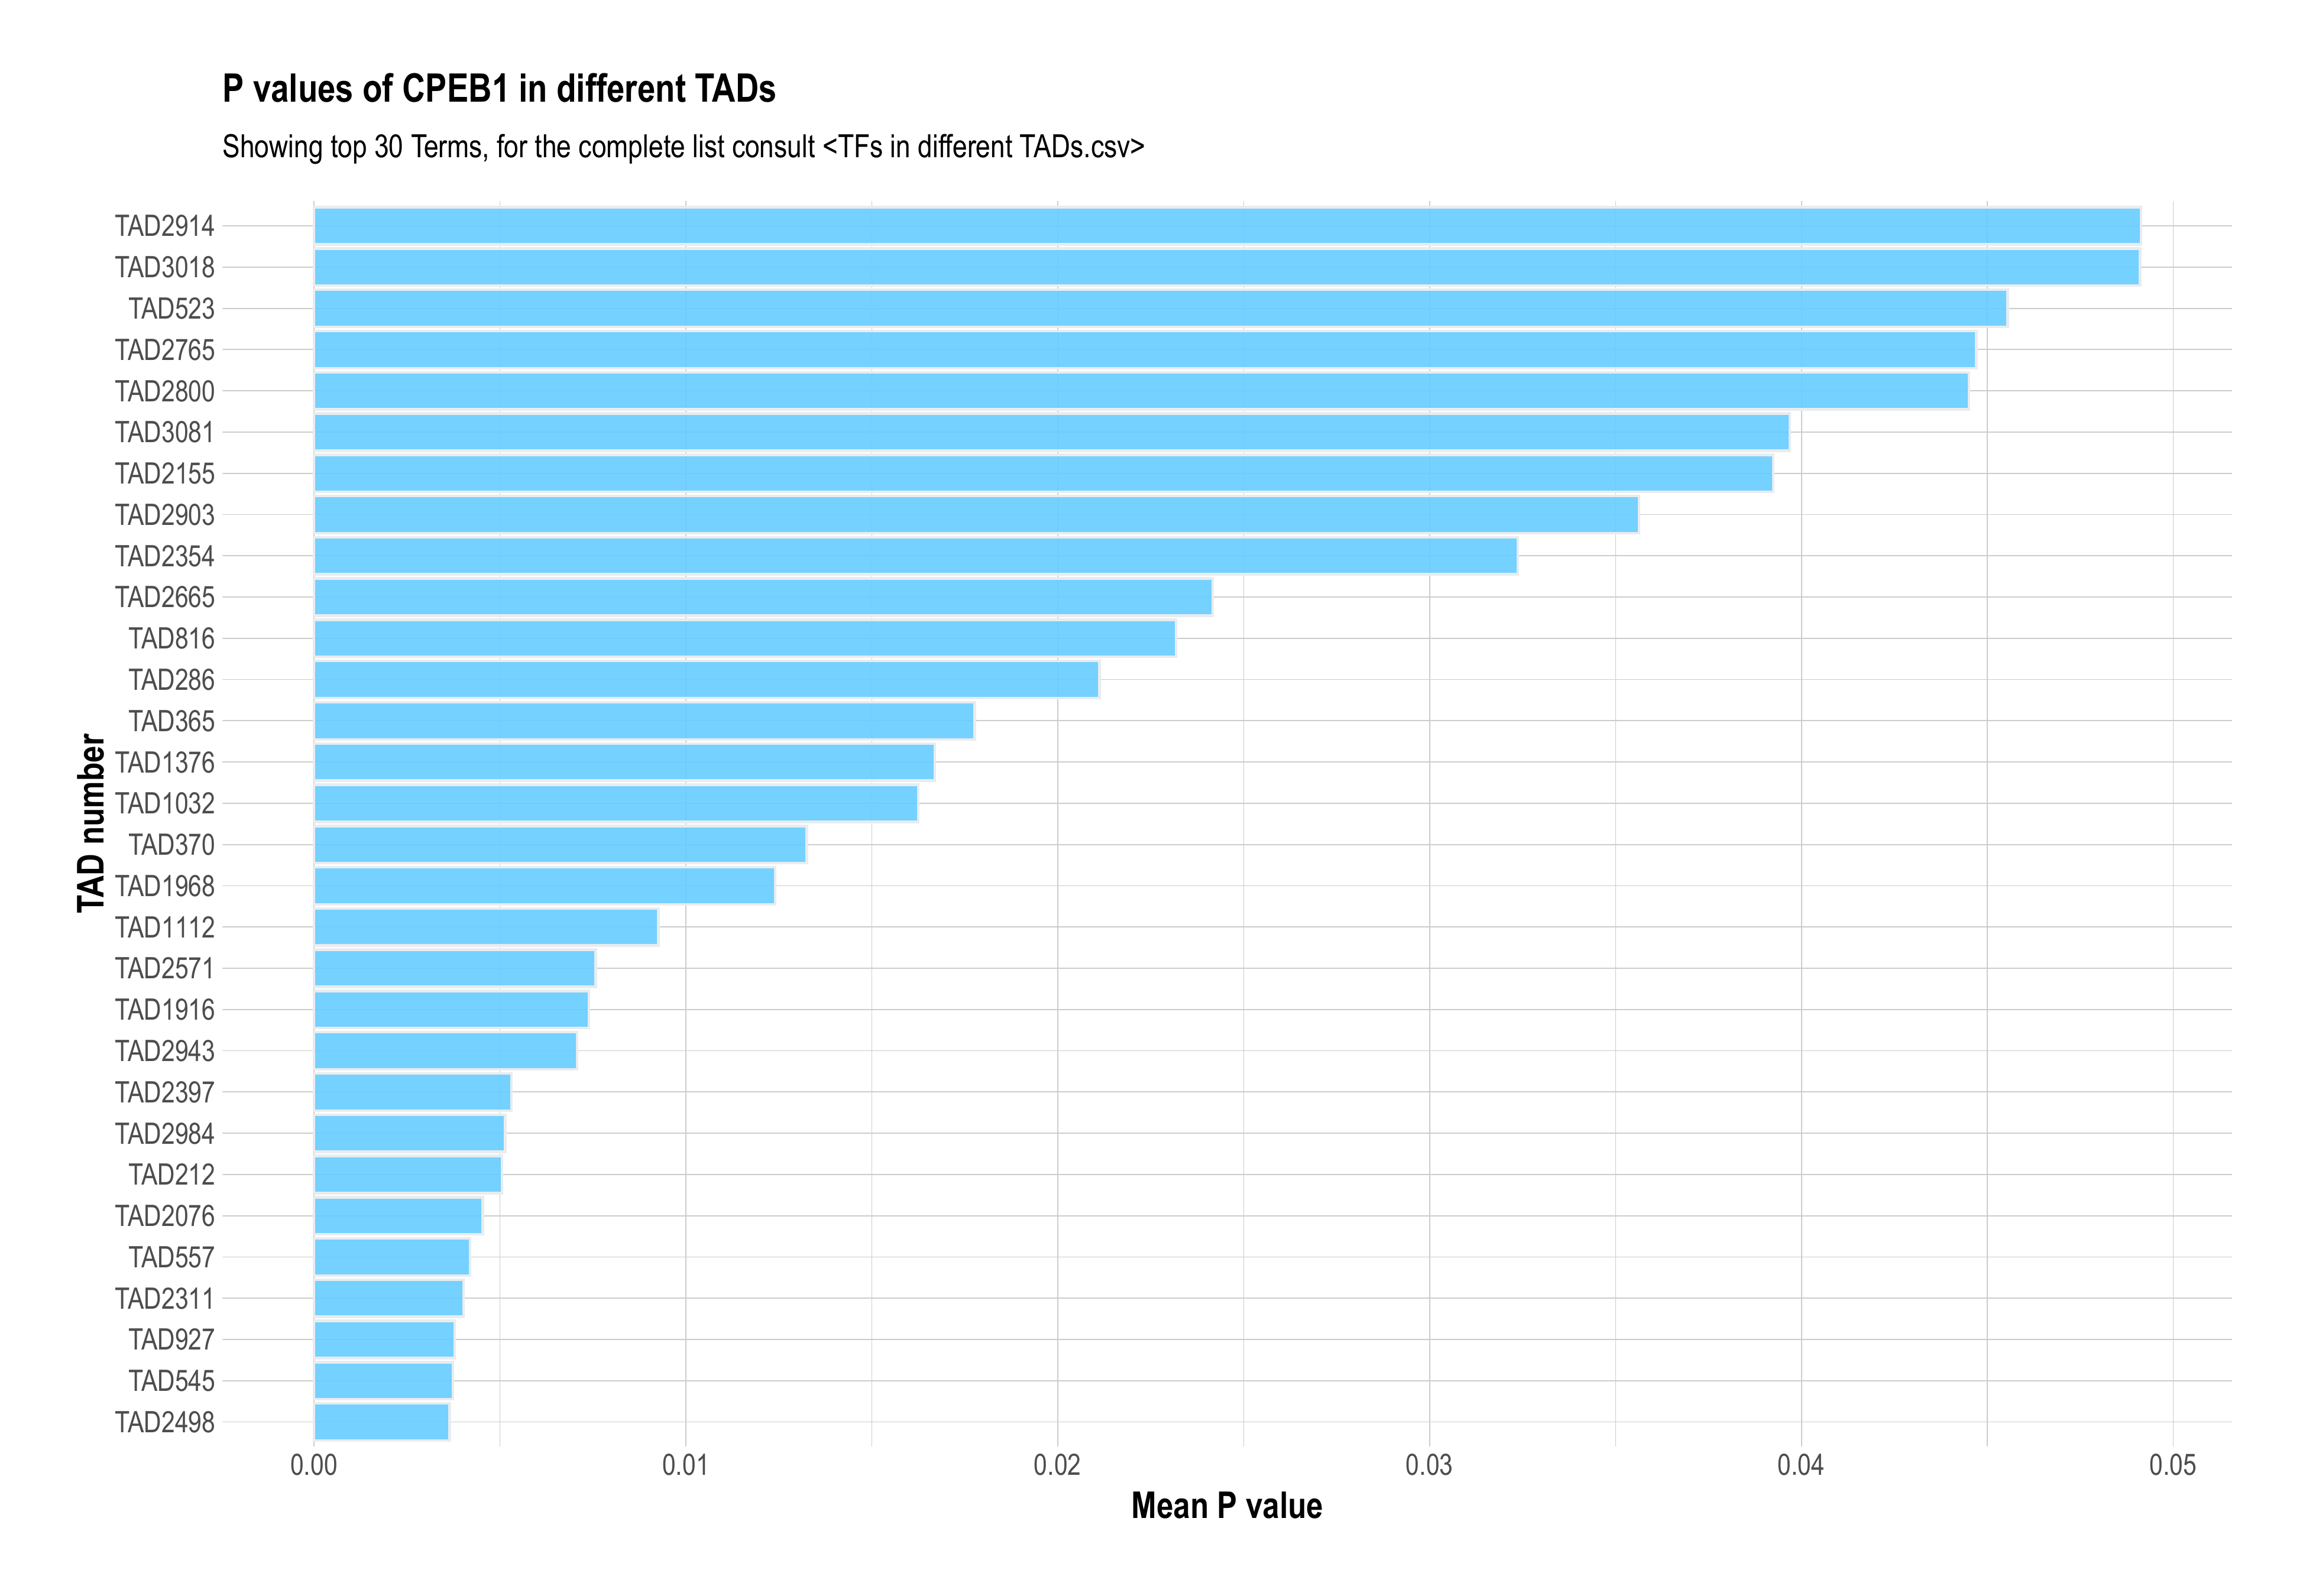 P values of CPEB1 in different TADs
Showing top 30 Terms, for the complete list consult <TFs in different TADs.csv>
TAD number
TAD2914
TAD3018
TAD523
TAD2765
TAD2800
TAD3081
TAD2155
TAD2903
TAD2354
TAD2665
TAD816
TAD286
TAD365
TAD1376
TAD1032
TAD370
TAD1968
TAD1112
TAD2571
TAD1916
TAD2943
TAD2397
TAD2984
TAD212
TAD2076
TAD557
TAD2311
TAD927
TAD545
TAD2498
0.00 0.01 0.02 0.03 0.04 0.05
Mean P value